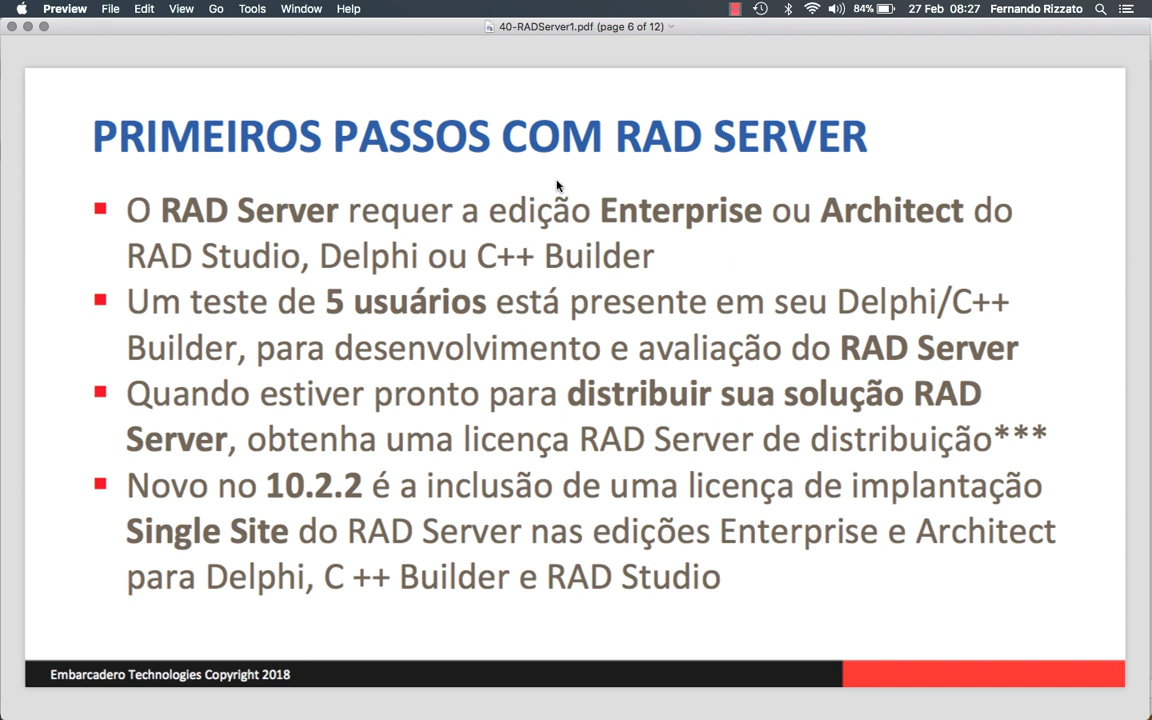 Preview File Edit View Go Tools Window Help 84% 27 Feb 08:27 Fernando Rizzato
40-RADServer1.pdf (page 6 of 12)
PRIMEIROS PASSOS COM RAD SERVER
O RAD Server requer a edição Enterprise ou Architect do
RAD Studio, Delphi ou C++ Builder
Um teste de 5 usuários está presente em seu Delphi/C++
Builder, para desenvolvimento e avaliação do RAD Server
Quando estiver pronto para distribuir sua solução RAD
Server, obtenha uma licença RAD Server de distribuição***
Novo no 10.2.2 é a inclusão de uma licença de implantação
Single Site do RAD Server nas edições Enterprise e Architect
para Delphi, C ++ Builder e RAD Studio
Embarcadero Technologies Copyright 2018